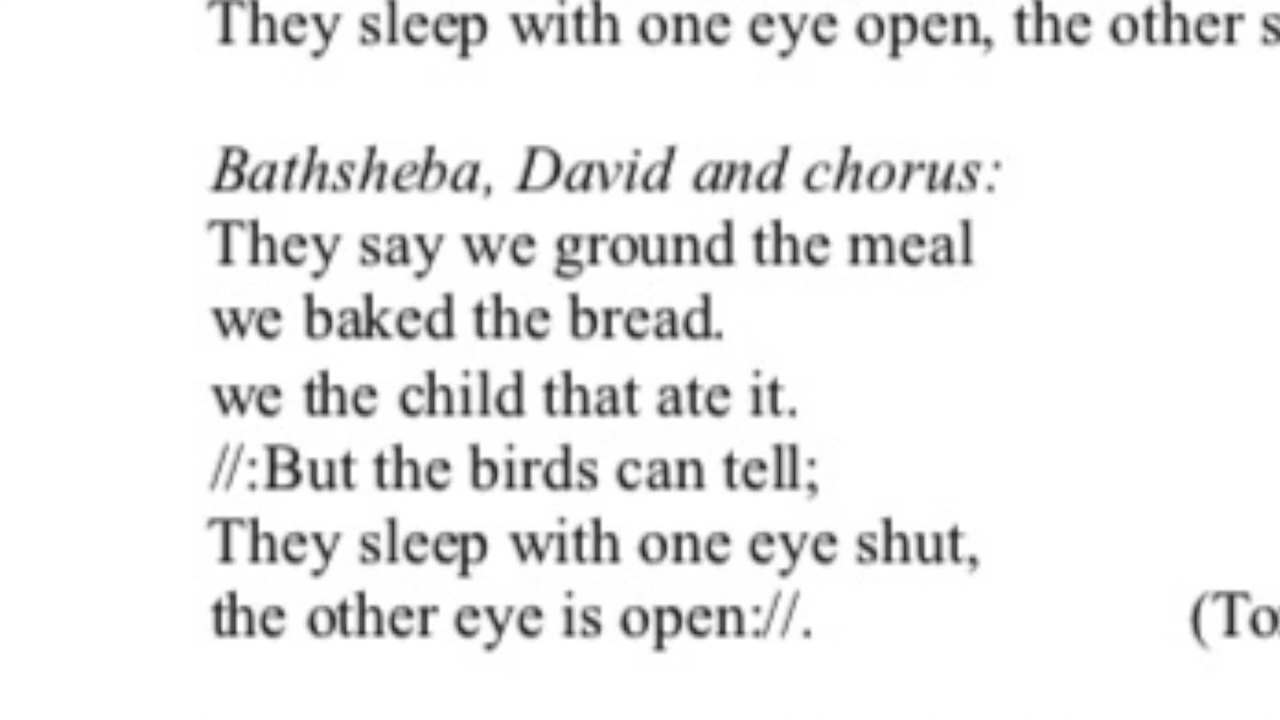 They sleep with one eye open, the other
Bathsheba, David and chorus:
They say we ground the meal
we baked the bread.
we the child that ate it.
//:But the birds can tell;
They sleep with one eye shut,
the other eye is open://.